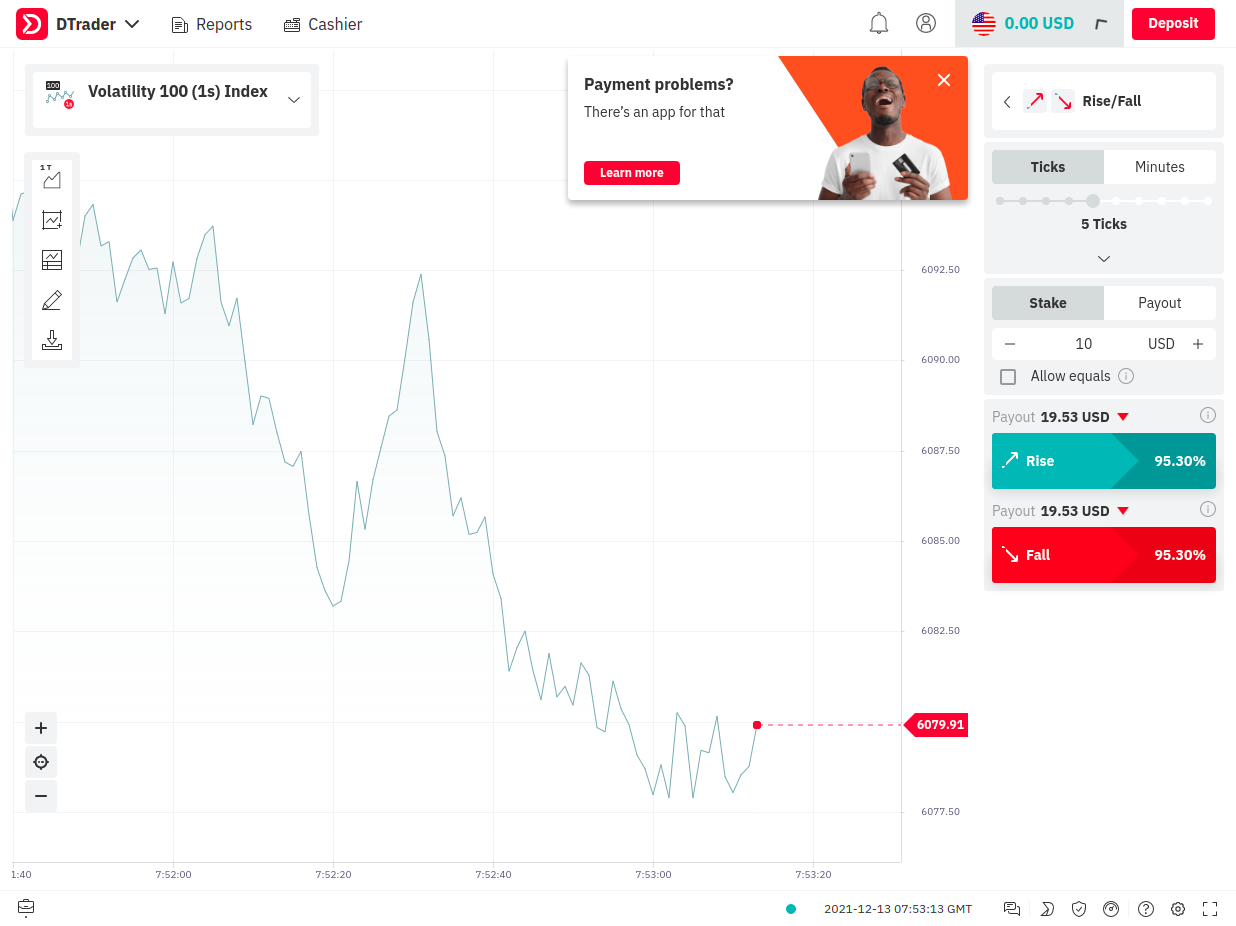 DTrader
Reports
Cashier
0.00 USD
Deposit
100
1s
Volatility 100 (1s) Index
Payment problems?
There's an app for that
Learn more
Rise/Fall
1 T
Ticks
Minutes
5 Ticks
Stake
Payout
10
USD
Allow equals
Payout 19.53 USD
Rise
95.30%
Payout 19.53 USD
Fall
95.30%
6092.50
6090.00
6087.50
6085.00
6082.50
6079.91
6077.50
1:40
7:52:00
7:52:20
7:52:40
7:53:00
7:53:20
2021-12-13 07:53:13 GMT